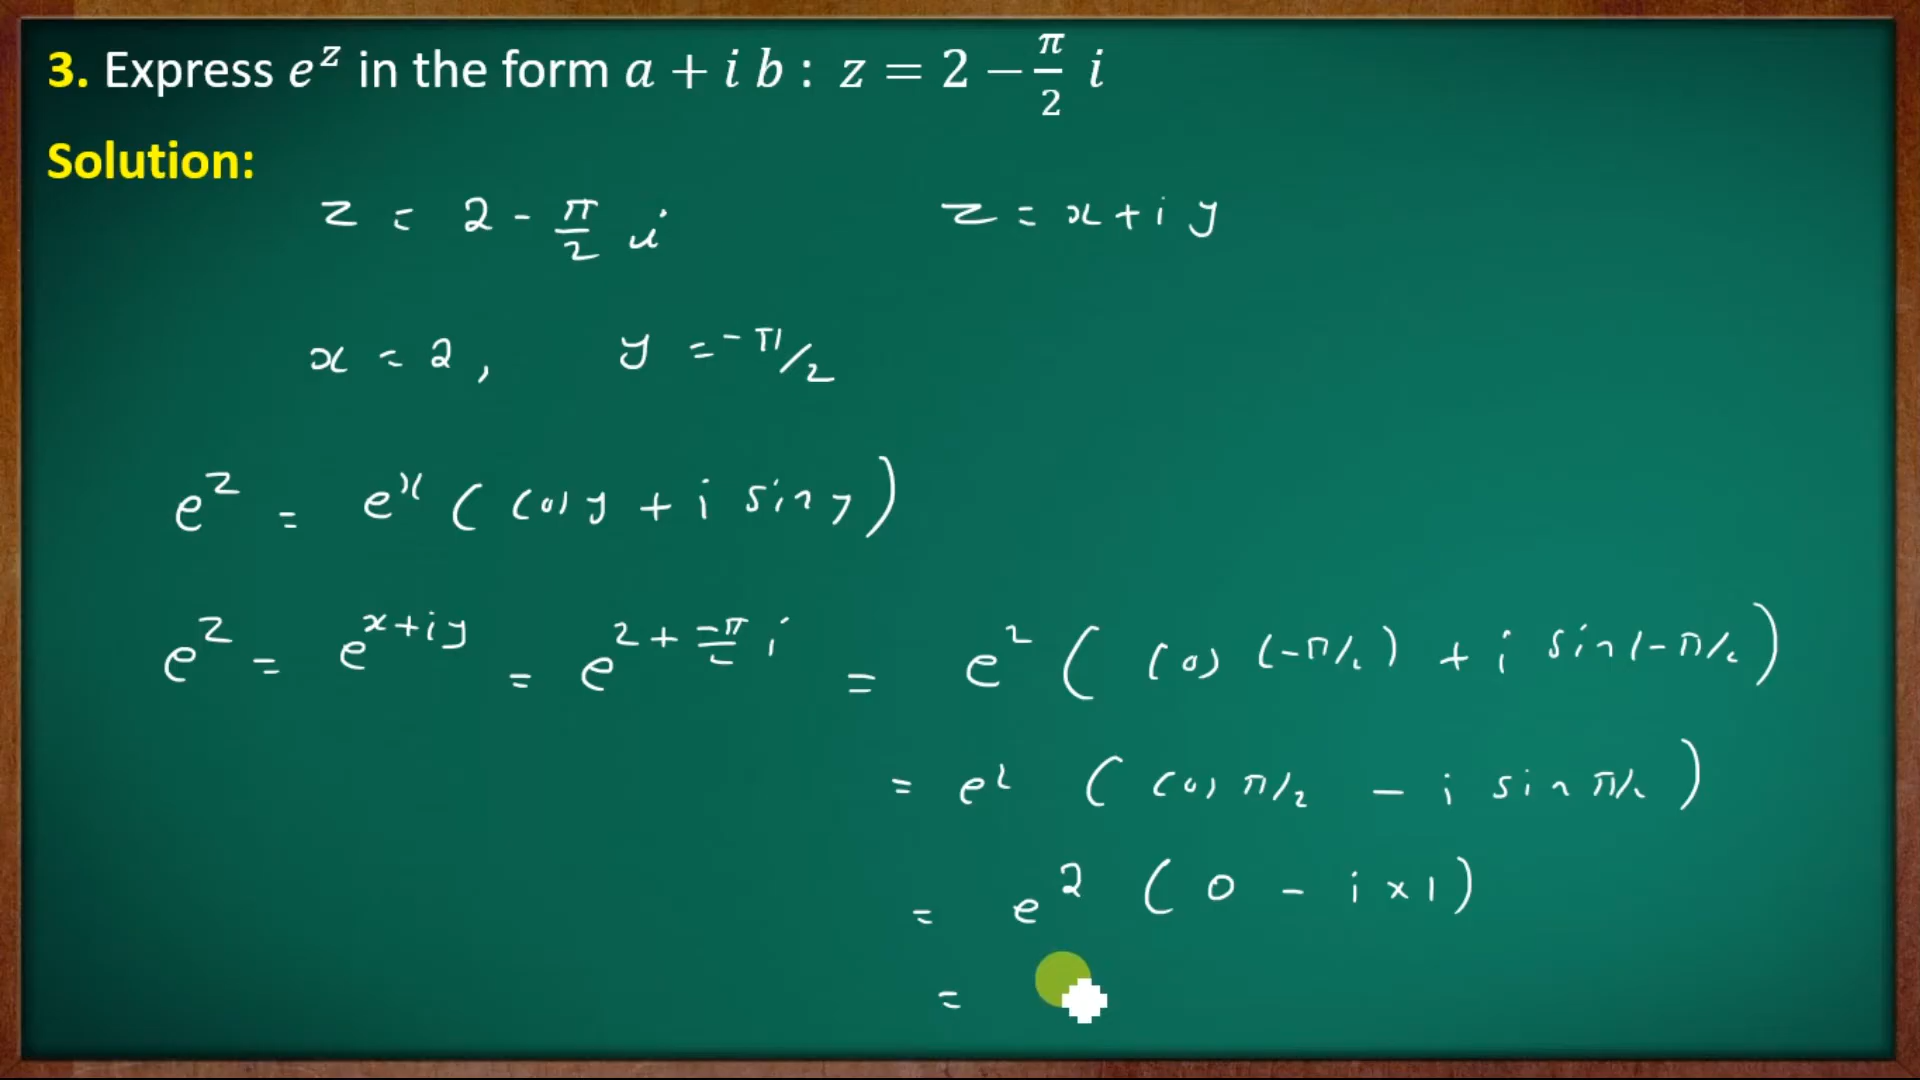 3. Express e^z in the form a + i b : z = 2 − π/2 i
Solution:
z = 2 - π/2 i    z = x + i y
x = 2 ,    y = -π/2
e^z = e^x ( cos y + i sin y )
e^z = e^{x+iy} = e^{2 + -π/2 i} = e^2 ( cos (-π/2) + i sin (-π/2 )
= e^2 ( cos π/2 − i sin π/2 )
= e^2 ( 0 - i × 1 )
=